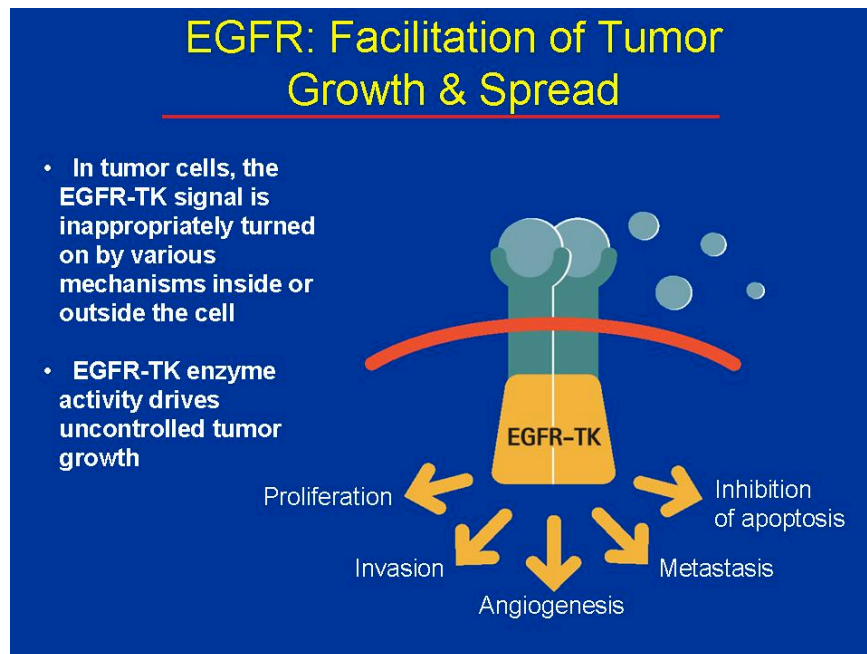 EGFR: Facilitation of Tumor
Growth & Spread
• In tumor cells, the
EGFR-TK signal is
inappropriately turned
on by various
mechanisms inside or
outside the cell
• EGFR-TK enzyme
activity drives
uncontrolled tumor
growth
EGFR–TK
Proliferation
Invasion
Angiogenesis
Metastasis
Inhibition
of apoptosis